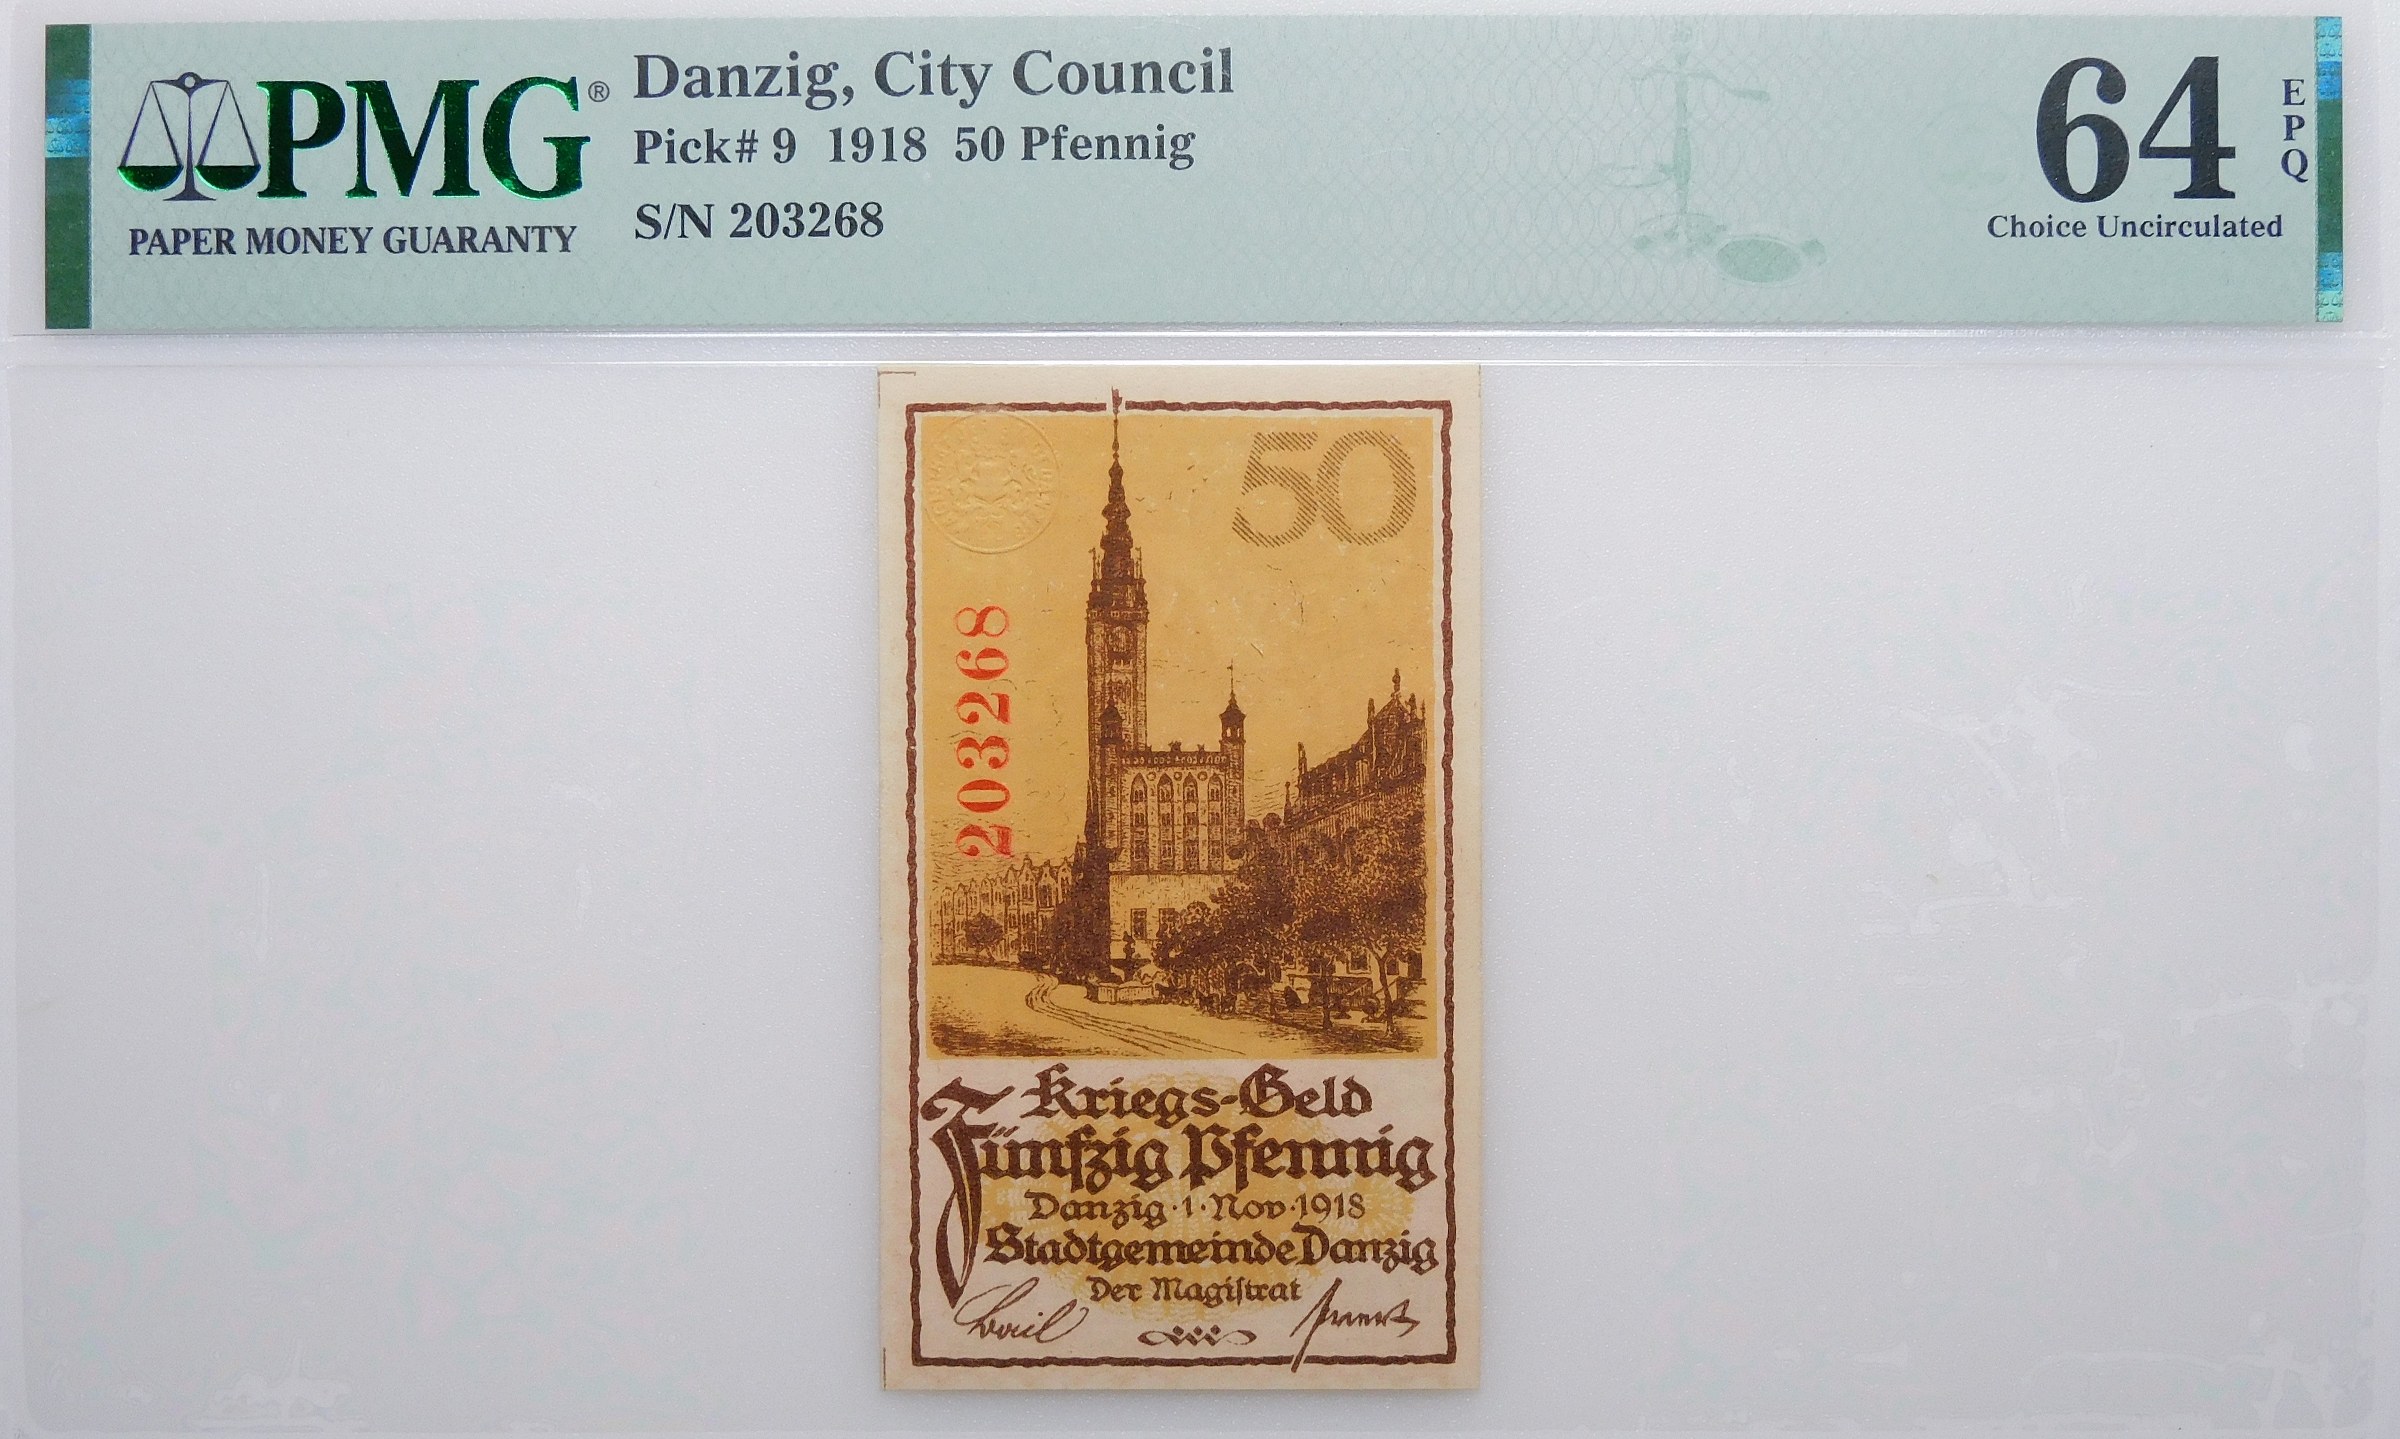 PMG®
PAPER MONEY GUARANTY
Danzig, City Council
Pick# 9 1918 50 Pfennig
S/N 203268
64
EPQ
Choice Uncirculated
50
203268
Kriegs-Geld
Fünfzig Pfennig
Danzig·1·Nov·1918
Stadtgemeinde Danzig
Der Magiſtrat